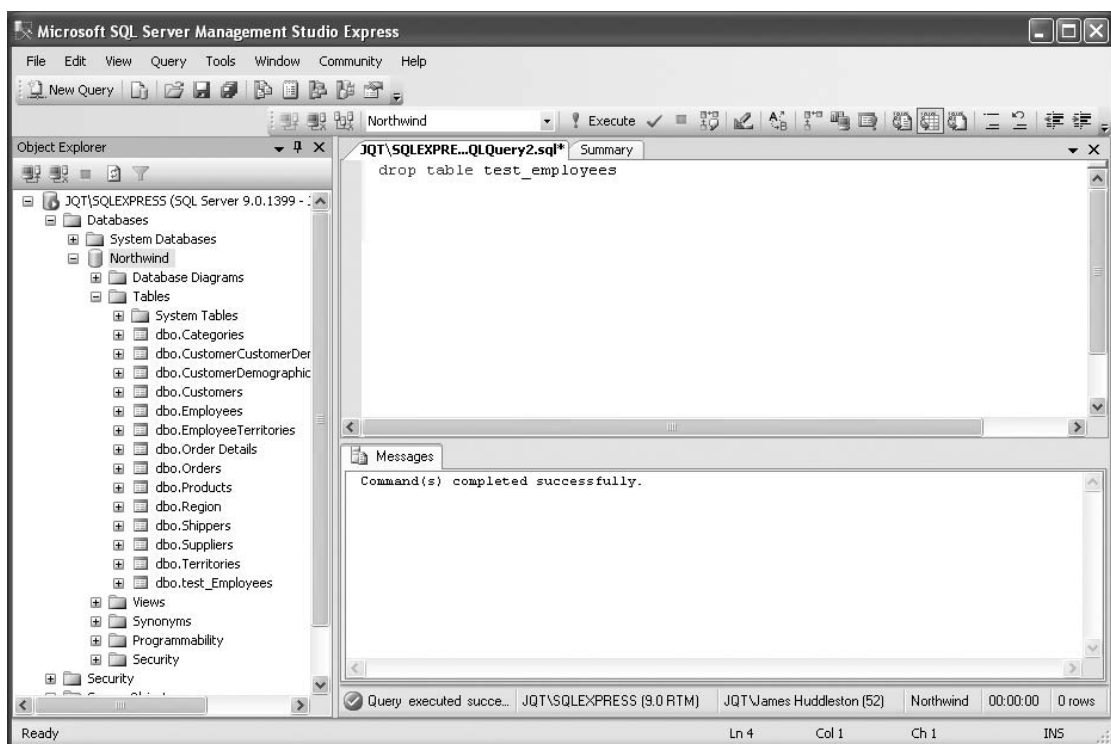 Microsoft SQL Server Management Studio Express
File Edit View Query Tools Window Community Help
New Query
Northwind Execute
Object Explorer
JQT\SQLEXPRE...QLQuery2.sql* Summary
drop table test_employees
JQT\SQLEXPRESS (SQL Server 9.0.1399 -
Databases
System Databases
Northwind
Database Diagrams
Tables
System Tables
dbo.Categories
dbo.CustomerCustomerDer
dbo.CustomerDemographic
dbo.Customers
dbo.Employees
dbo.EmployeeTerritories
dbo.Order Details
dbo.Orders
dbo.Products
dbo.Region
dbo.Shippers
dbo.Suppliers
dbo.Territories
dbo.test_Employees
Views
Synonyms
Programmability
Security
Security
Messages
Command(s) completed successfully.
Query executed succe... JQT\SQLEXPRESS (9.0 RTM) JQT\James Huddleston (52) Northwind 00:00:00 0 rows
Ready Ln 4 Col 1 Ch 1 INS